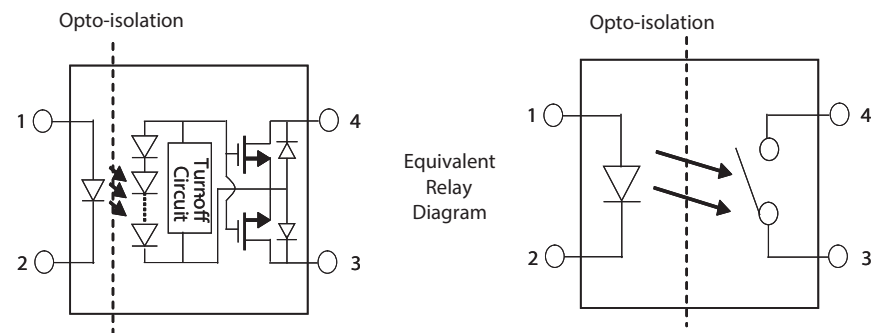 Opto-isolation
1
2
Turnoff
Circuit
4
3
Equivalent
Relay
Diagram
Opto-isolation
1
2
4
3